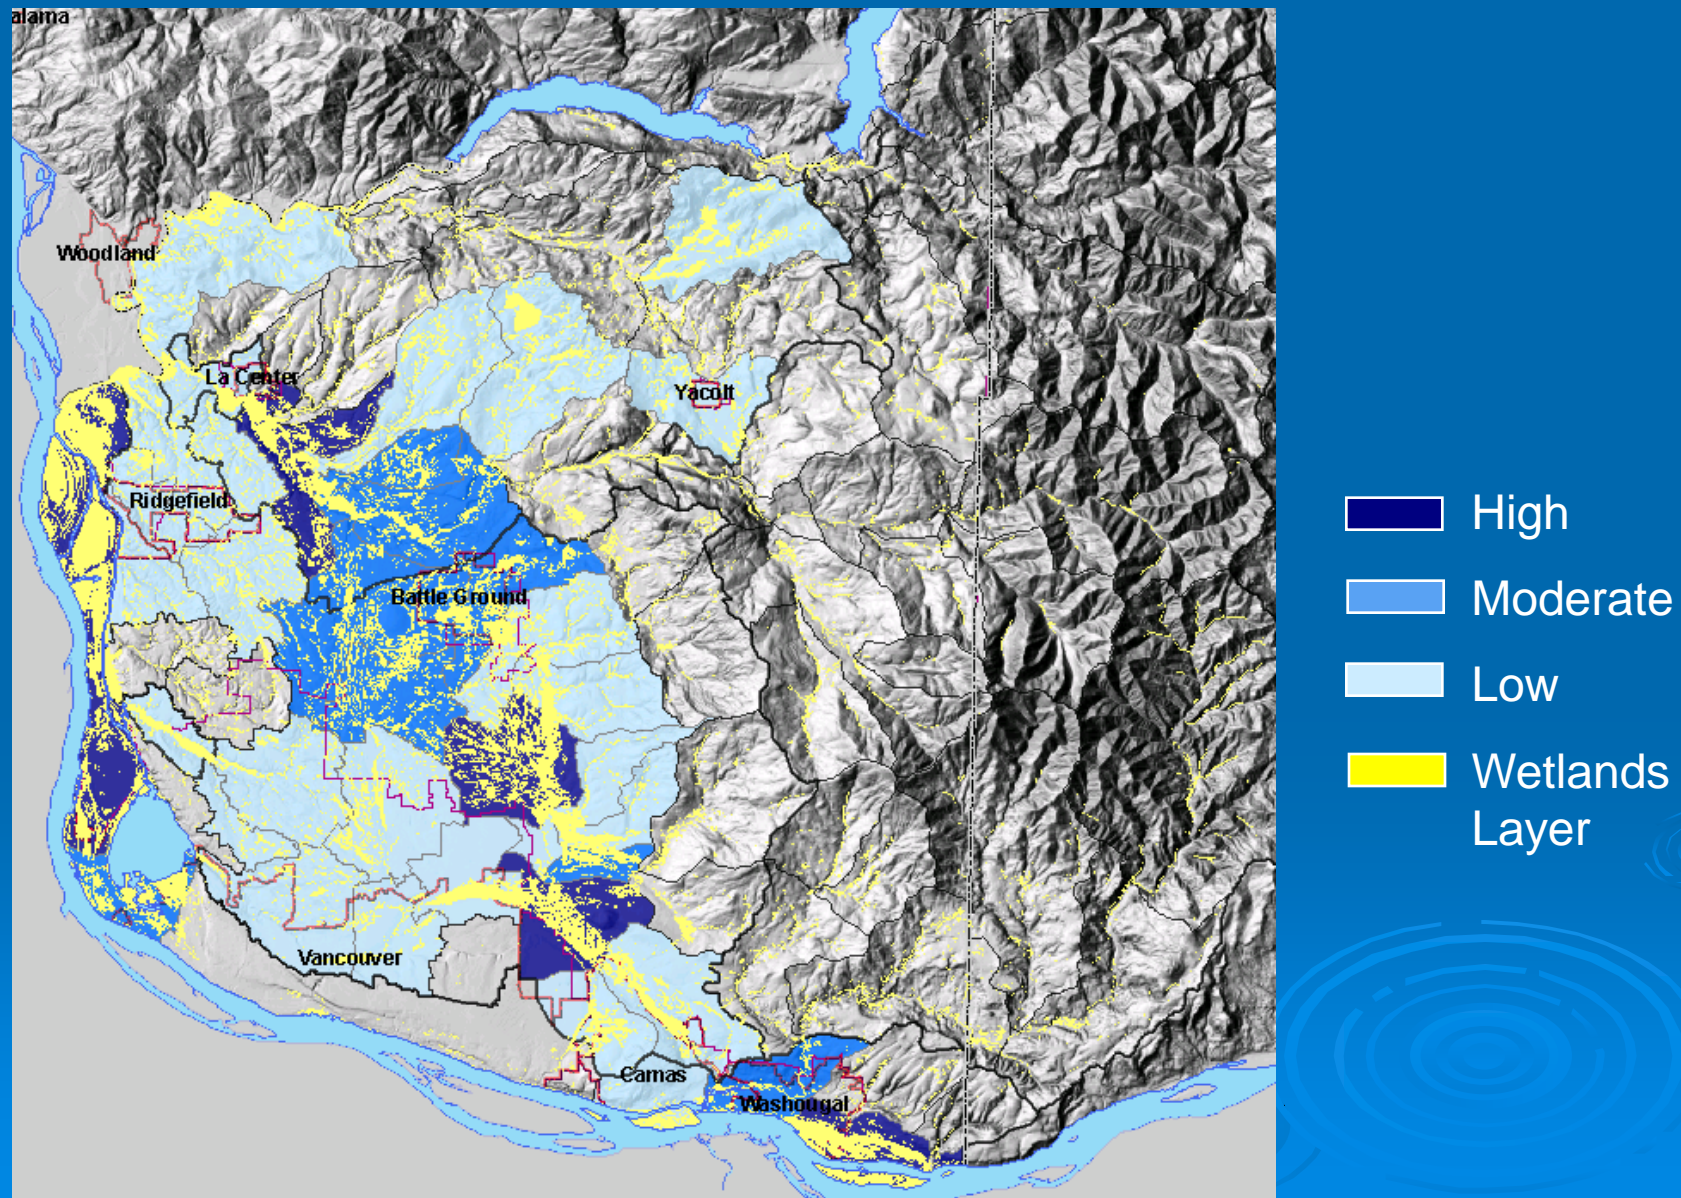 alama
Woodland
La Center
Yacolt
Ridgefield
Battle Ground
Vancouver
Camas
Washougal
High
Moderate
Low
Wetlands
Layer